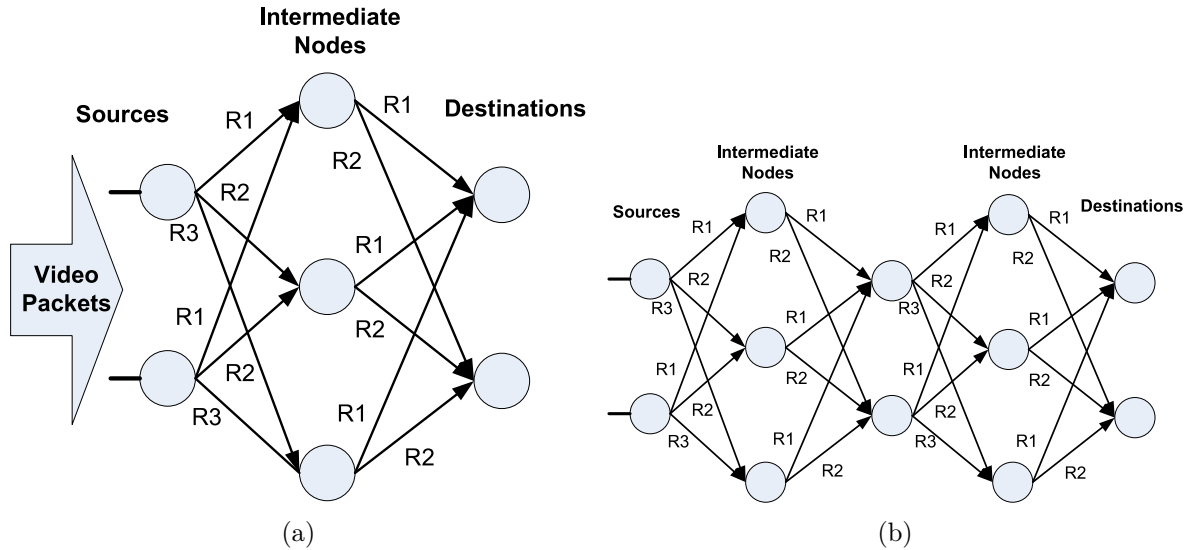 Intermediate
Nodes
Sources
Destinations
R1
R1
R2
R2
R3
R1
Video
Packets
R1
R2
R2
R3
R1
R2
(a)
Intermediate
Nodes
Intermediate
Nodes
Sources
Destinations
R1
R1
R1
R1
R2
R2
R2
R2
R3
R3
R1
R1
R1
R1
R2
R2
R2
R2
R3
R3
R1
R1
R2
R2
(b)